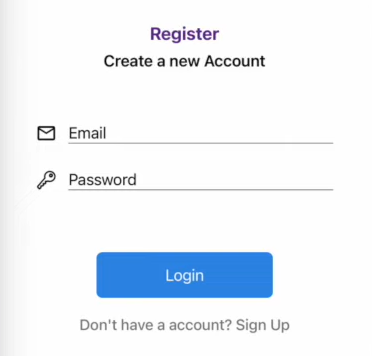 Register
Create a new Account
Email
Password
Login
Don't have a account? Sign Up